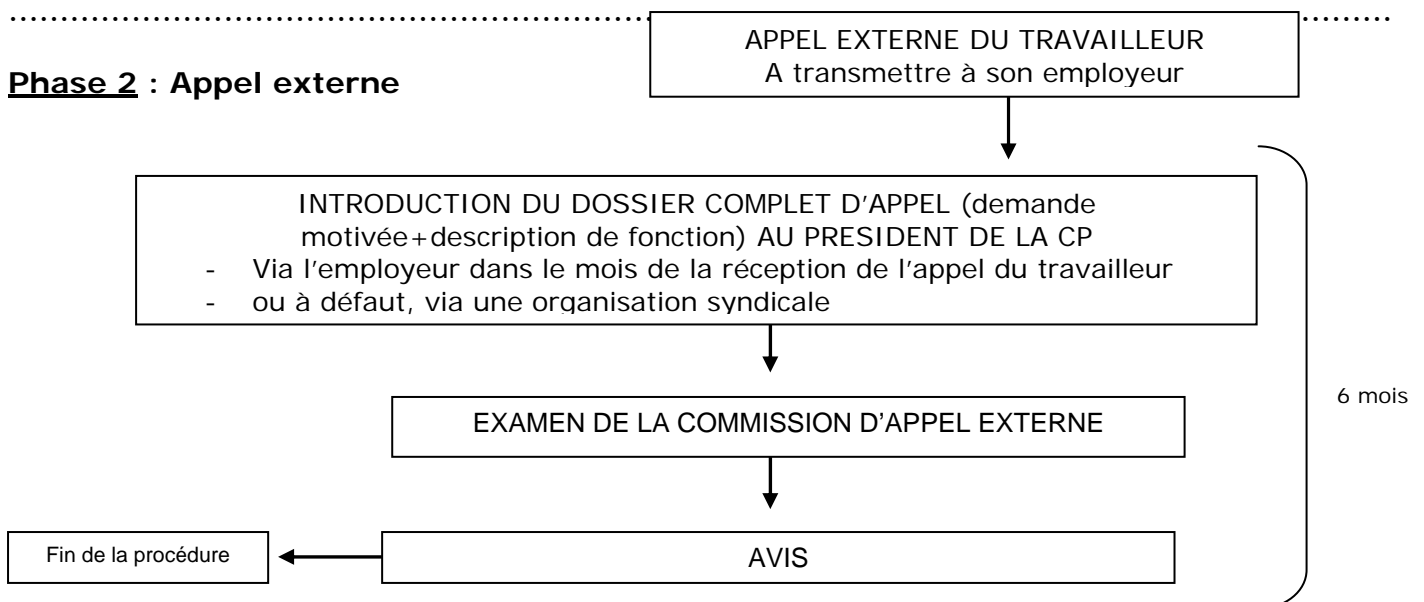 APPEL EXTERNE DU TRAVAILLEUR
A transmettre à son employeur
Phase 2 : Appel externe
INTRODUCTION DU DOSSIER COMPLET D'APPEL (demande
motivée+description de fonction) AU PRESIDENT DE LA CP
- Via l'employeur dans le mois de la réception de l'appel du travailleur
- ou à défaut, via une organisation syndicale
6 mois
EXAMEN DE LA COMMISSION D'APPEL EXTERNE
Fin de la procédure
AVIS